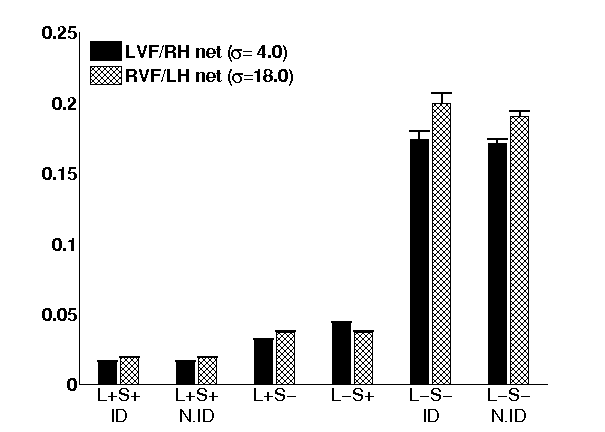 0.25
LVF/RH net (σ= 4.0)
RVF/LH net (σ=18.0)
0.2
0.15
0.1
0.05
0
L+S+ L+S+ L+S− L−S+ L−S− L−S−
ID N.ID ID N.ID